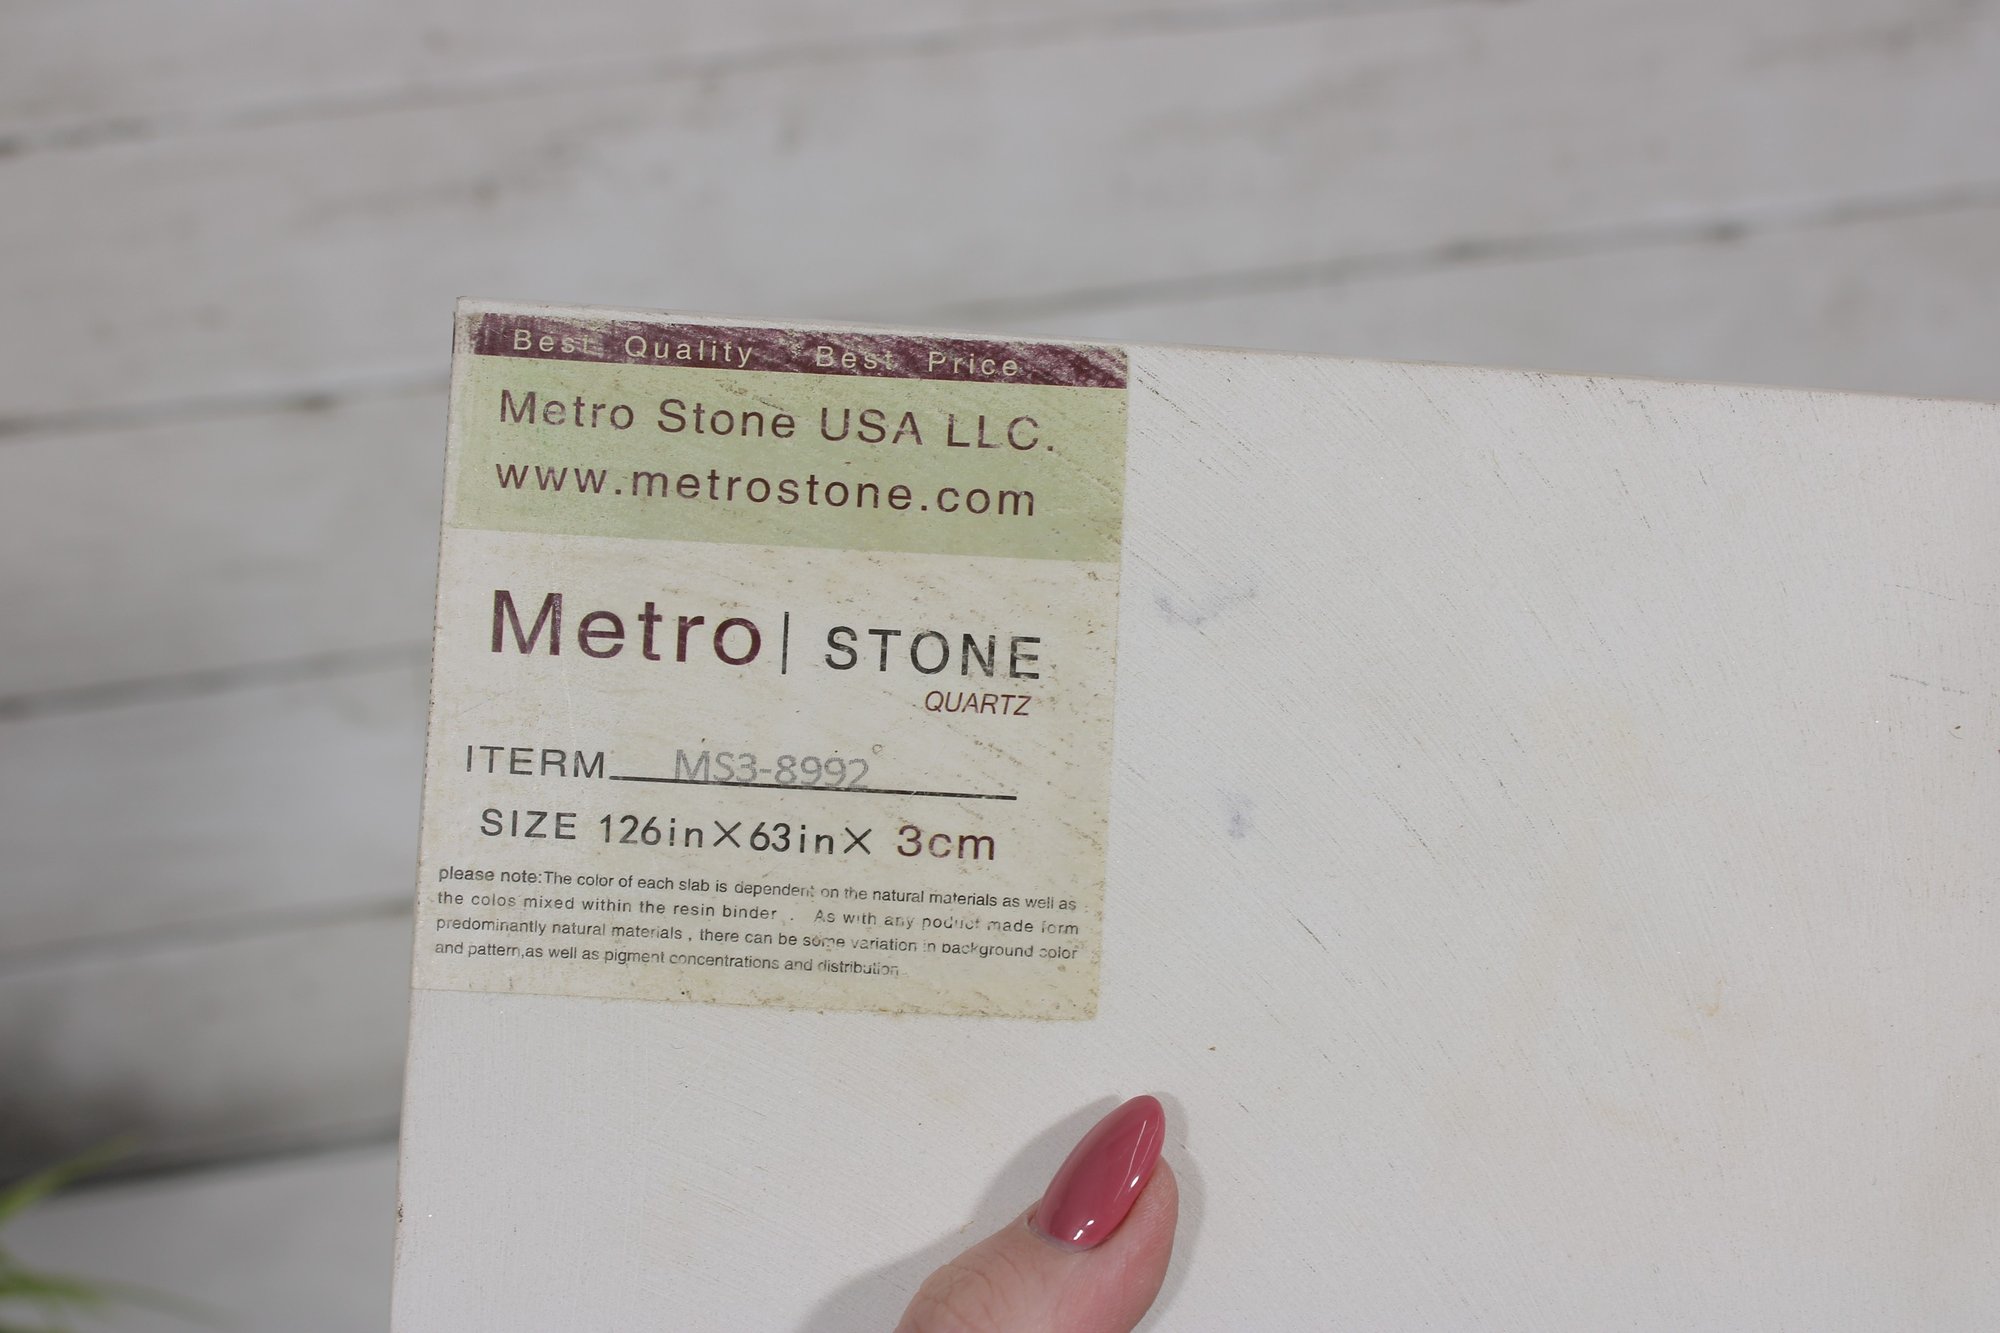 Best Quality Best Price
Metro Stone USA LLC.
www.metrostone.com
Metro | STONE
QUARTZ
ITERM MS3-8992
SIZE 126in×63in× 3cm
please note:The color of each slab is dependent on the natural materials as well as
the colos mixed within the resin binder . As with any poduct made form
predominantly natural materials , there can be some variation in background color
and pattern,as well as pigment concentrations and distribution